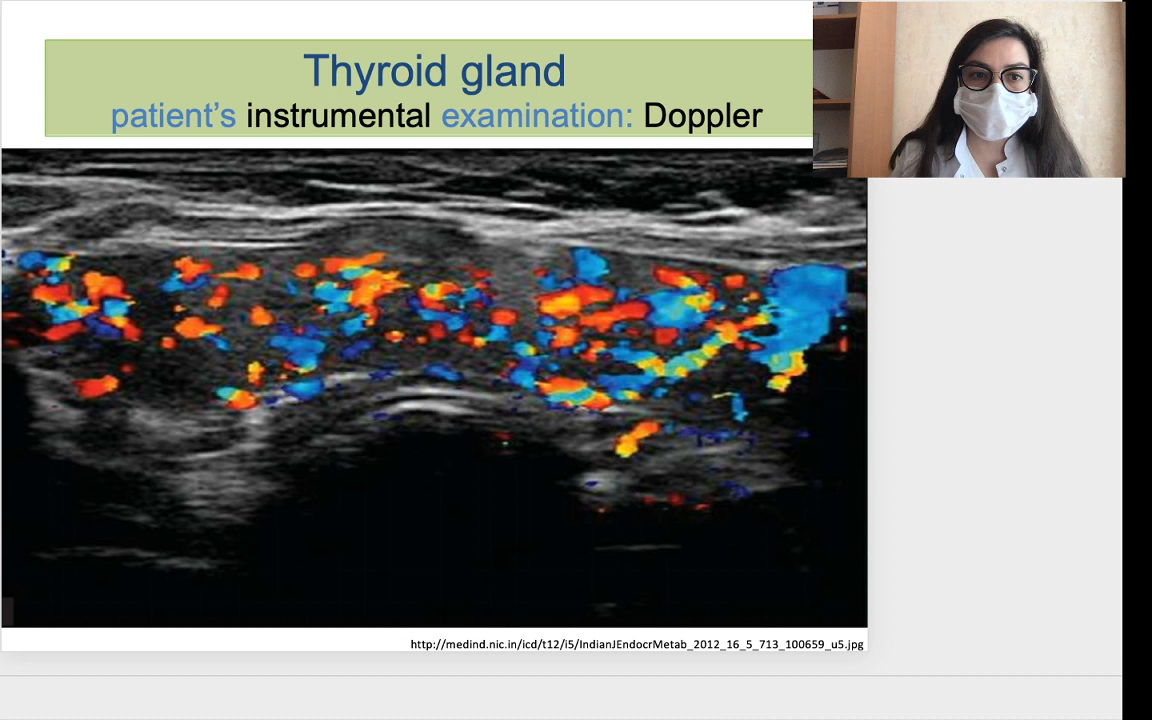 Thyroid gland
patient's instrumental examination: Doppler
http://medind.nic.in/icd/t12/i5/IndianJEndocrMetab_2012_16_5_713_100659_u5.jpg